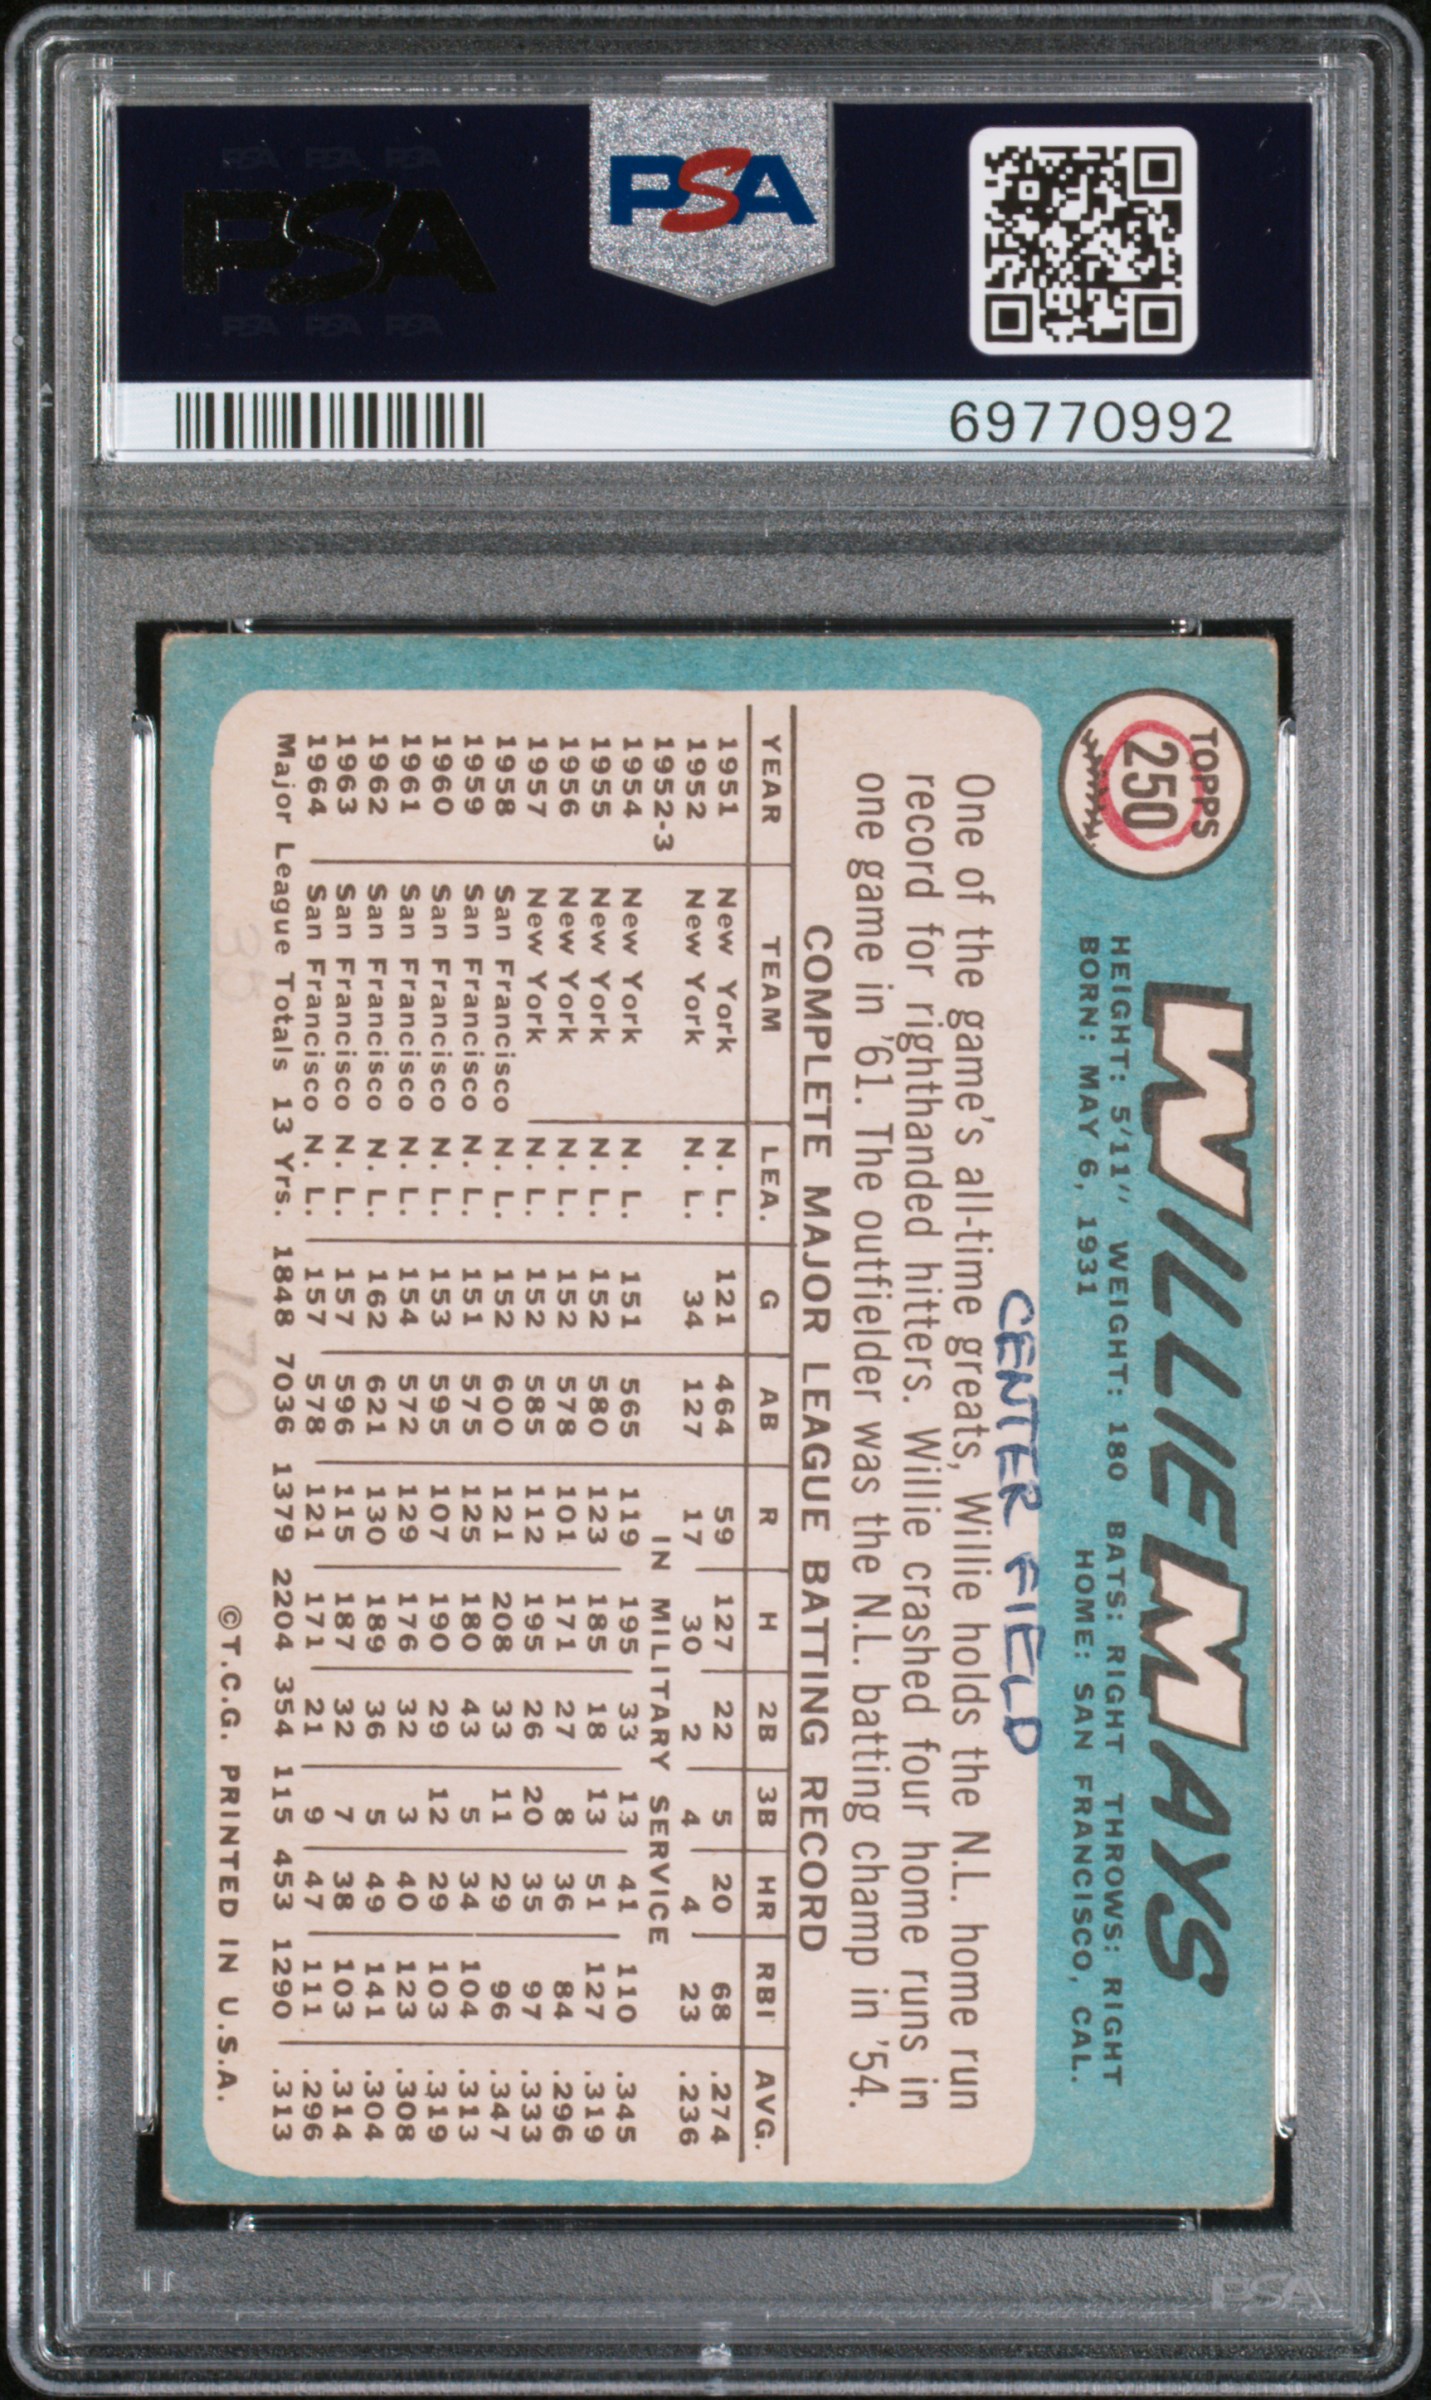 PSA PSA PSA
PSA
PSA PSA PSA
PSA
69770992
TOPPS
250
WILLIE MAYS
HEIGHT: 5'11" WEIGHT: 180 BATS: RIGHT THROWS: RIGHT
BORN: MAY 6, 1931 HOME: SAN FRANCISCO, CAL.
CENTER FIELD
One of the game's all-time greats, Willie holds the N.L. home run
record for righthanded hitters. Willie crashed four home runs in
one game in '61. The outfielder was the N.L. batting champ in '54.
COMPLETE MAJOR LEAGUE BATTING RECORD
YEAR TEAM LEA. G AB R H 2B 3B HR RBI AVG.
1951 New York N. L. 121 464 59 127 22 5 20 68 .274
1952 New York N. L. 34 127 17 30 2 4 4 23 .236
1952-3 IN MILITARY SERVICE
1954 New York N. L. 151 565 119 195 33 13 41 110 .345
1955 New York N. L. 152 580 123 185 18 13 51 127 .319
1956 New York N. L. 152 578 101 171 27 8 36 84 .296
1957 New York N. L. 152 585 112 195 26 20 35 97 .333
1958 San Francisco N. L. 152 600 121 208 33 11 29 96 .347
1959 San Francisco N. L. 151 575 125 180 43 5 34 104 .313
1960 San Francisco N. L. 153 595 107 190 29 12 29 103 .319
1961 San Francisco N. L. 154 572 129 176 32 3 40 123 .308
1962 San Francisco N. L. 162 621 130 189 36 5 49 141 .304
1963 San Francisco N. L. 157 596 115 187 32 7 38 103 .314
1964 San Francisco N. L. 157 578 121 171 21 9 47 111 .296
Major League Totals 13 Yrs. 1848 7036 1379 2204 354 115 453 1290 .313
170
©T.C.G. PRINTED IN U.S.A.
PSA